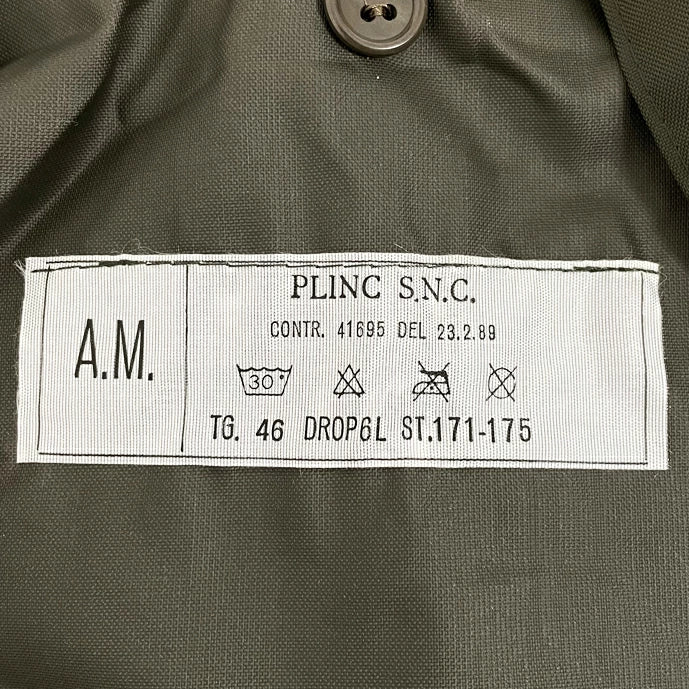 A.M.
PLINC S.N.C.
CONTR. 41695 DEL 23.2.89
30°
TG. 46 DROP6L ST.171-175